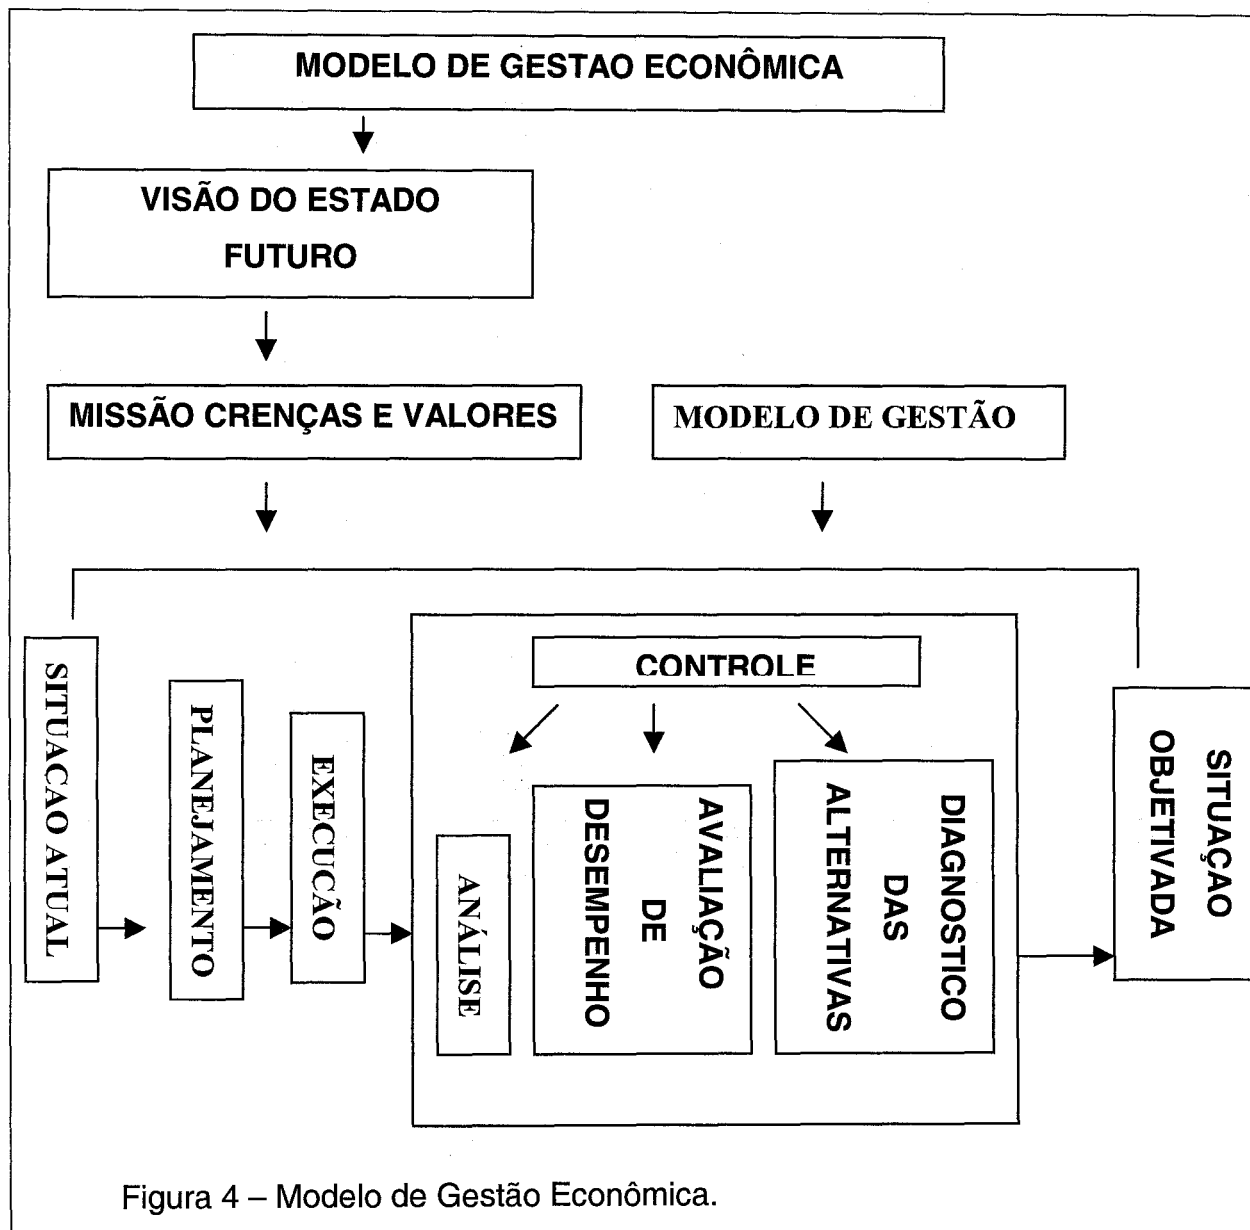 MODELO DE GESTAO ECONÔMICA
VISÃO DO ESTADO
FUTURO
MISSÃO CRENÇAS E VALORES
MODELO DE GESTÃO
CONTROLE
SITUACAO ATUAL
PLANEJAMENTO
EXECUÇÃO
ANÁLISE
AVALIAÇÃO
DE
DESEMPENHO
DIAGNOSTICO
DAS
ALTERNATIVAS
SITUAÇAO
OBJETIVADA
Figura 4 – Modelo de Gestão Econômica.